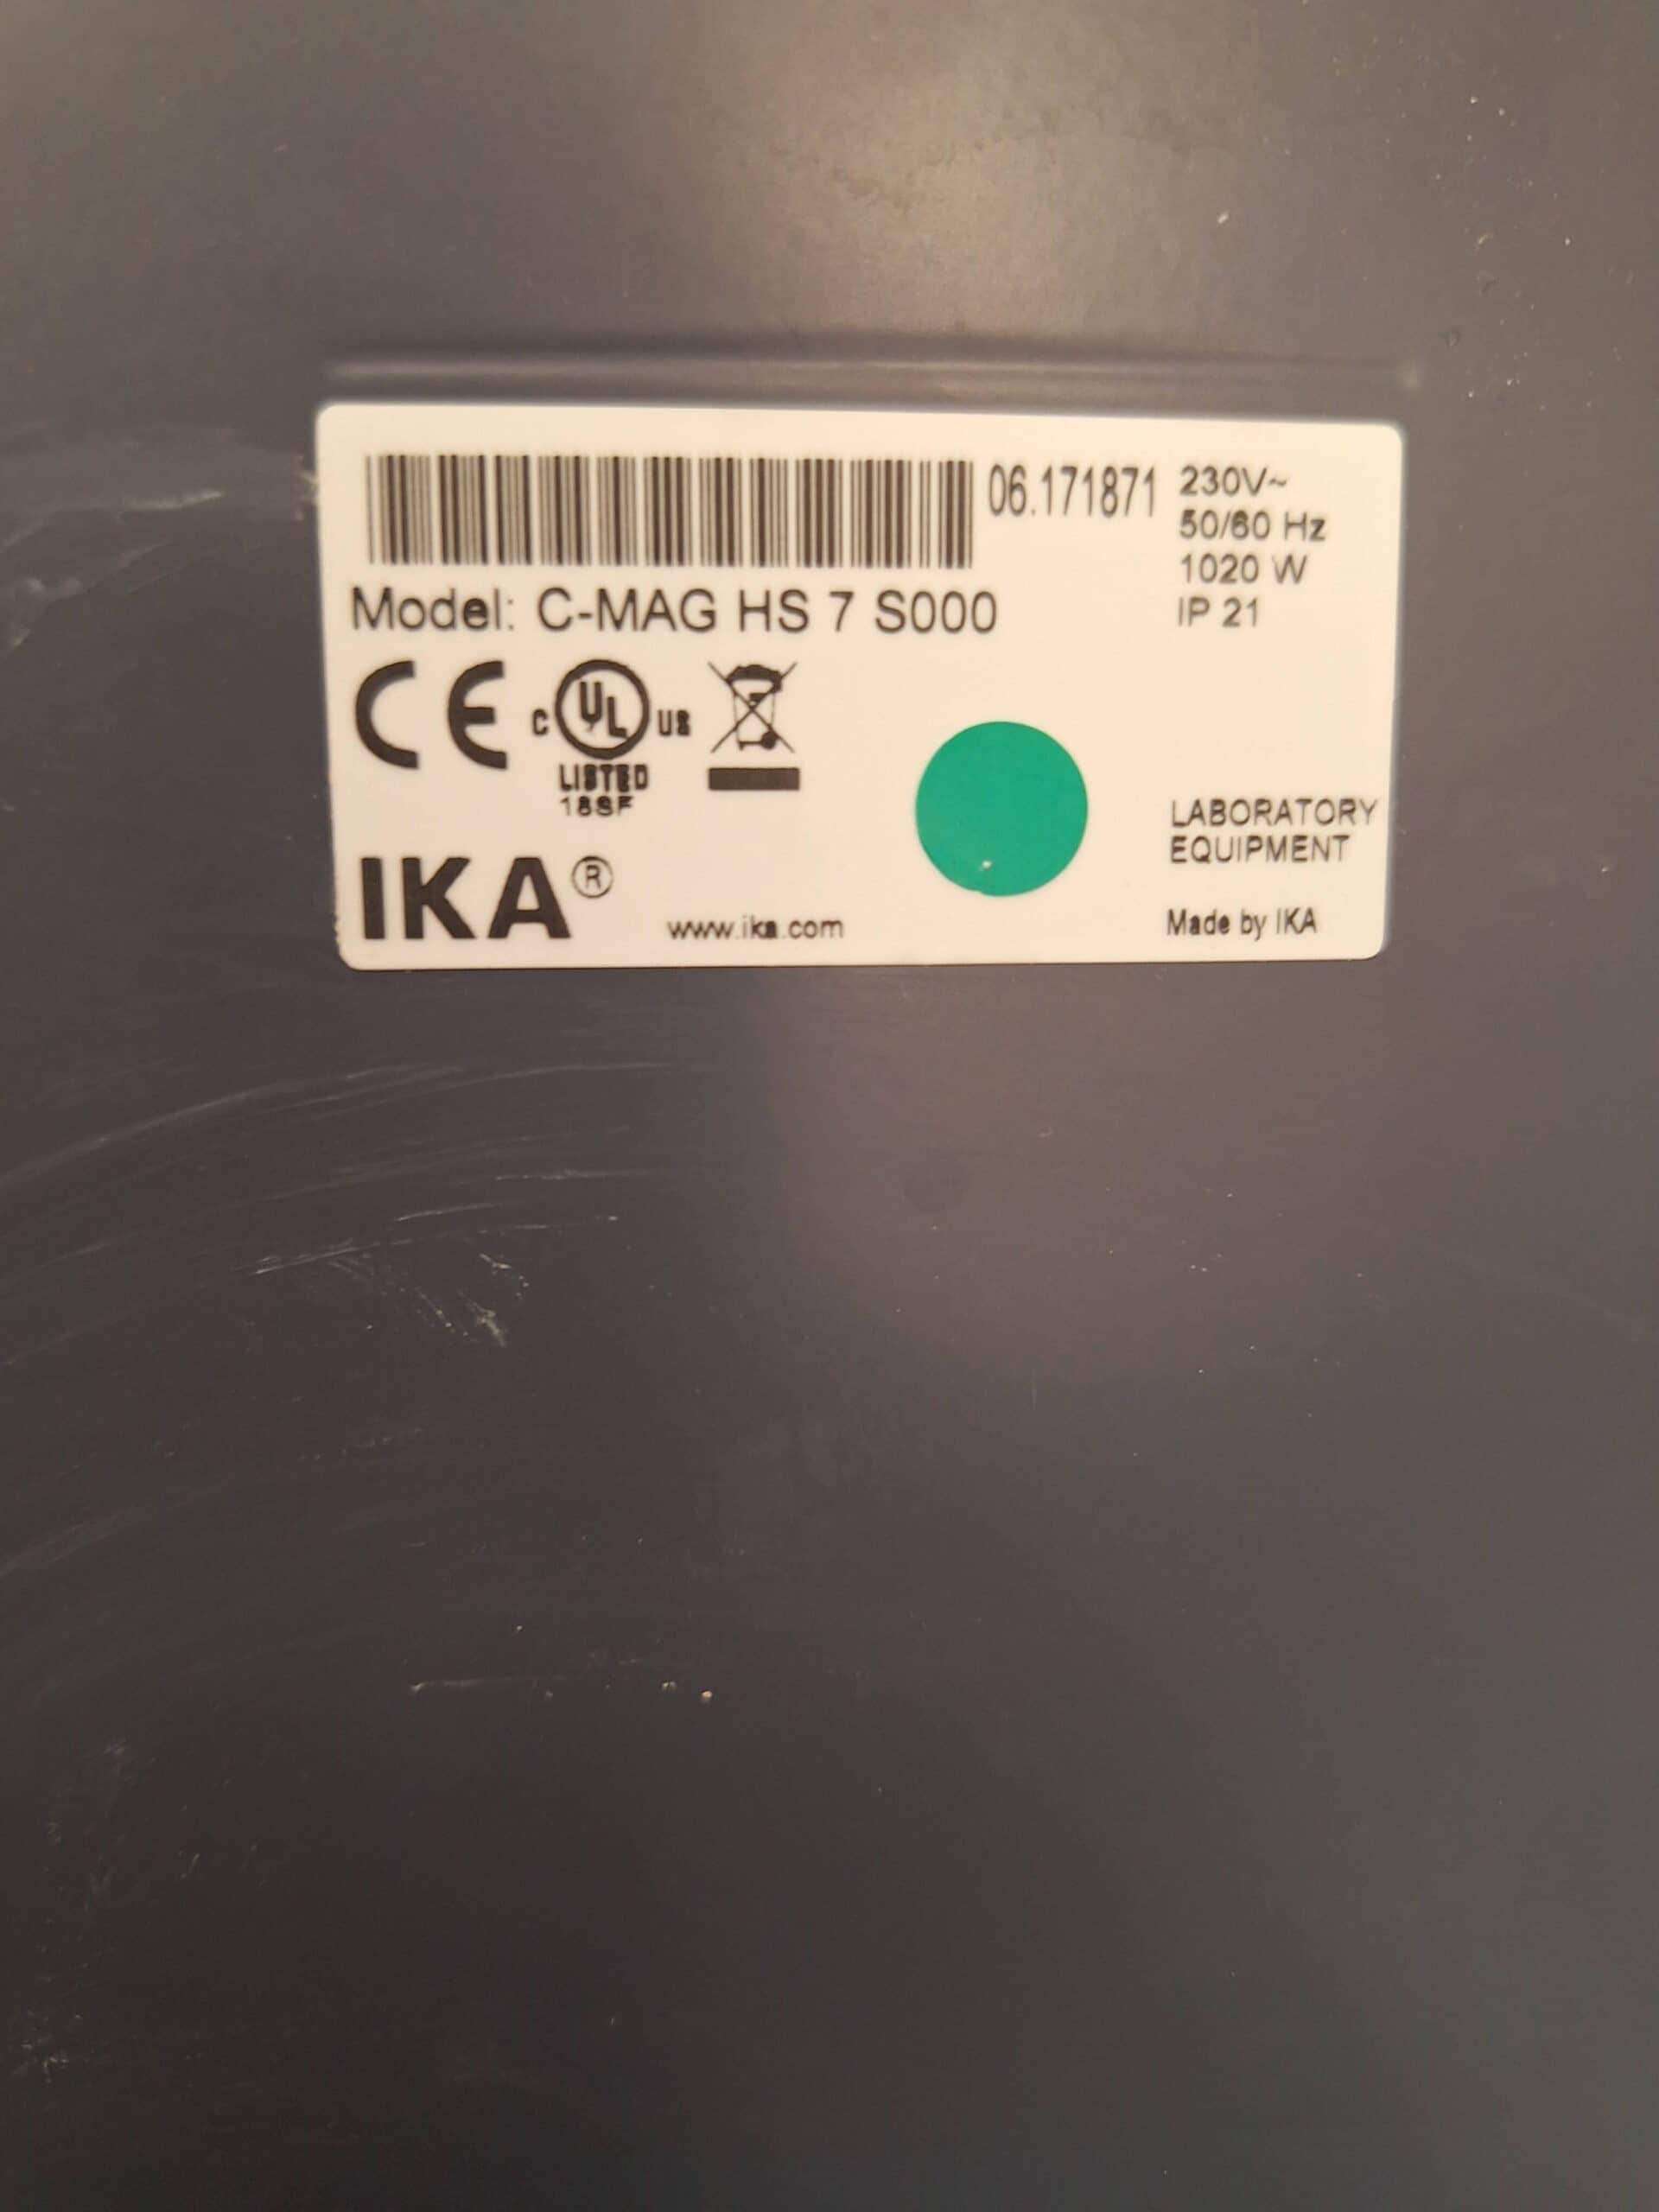 06.171871
230V~
50/60 Hz
1020 W
IP 21
Model: C-MAG HS 7 S000
CE
C UL US
LISTED
18SF
LABORATORY
EQUIPMENT
IKA®
www.ika.com
Made by IKA